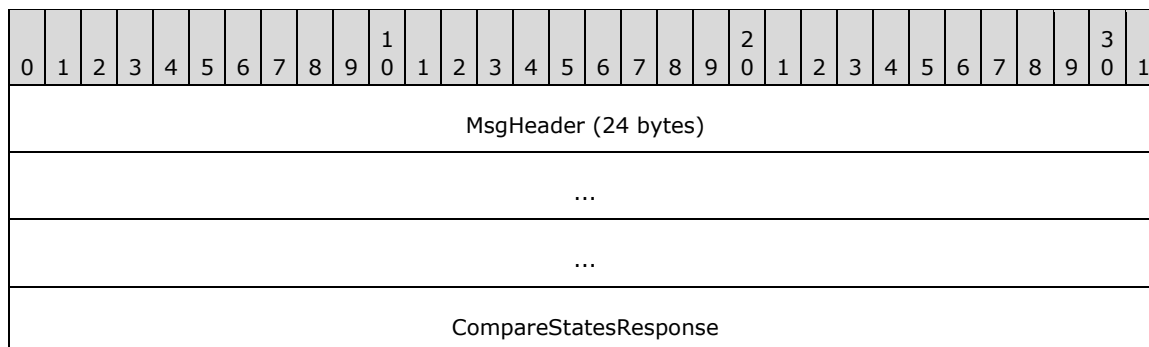 1 2 3
0 1 2 3 4 5 6 7 8 9 0 1 2 3 4 5 6 7 8 9 0 1 2 3 4 5 6 7 8 9 0 1
MsgHeader (24 bytes)
...
...
CompareStatesResponse